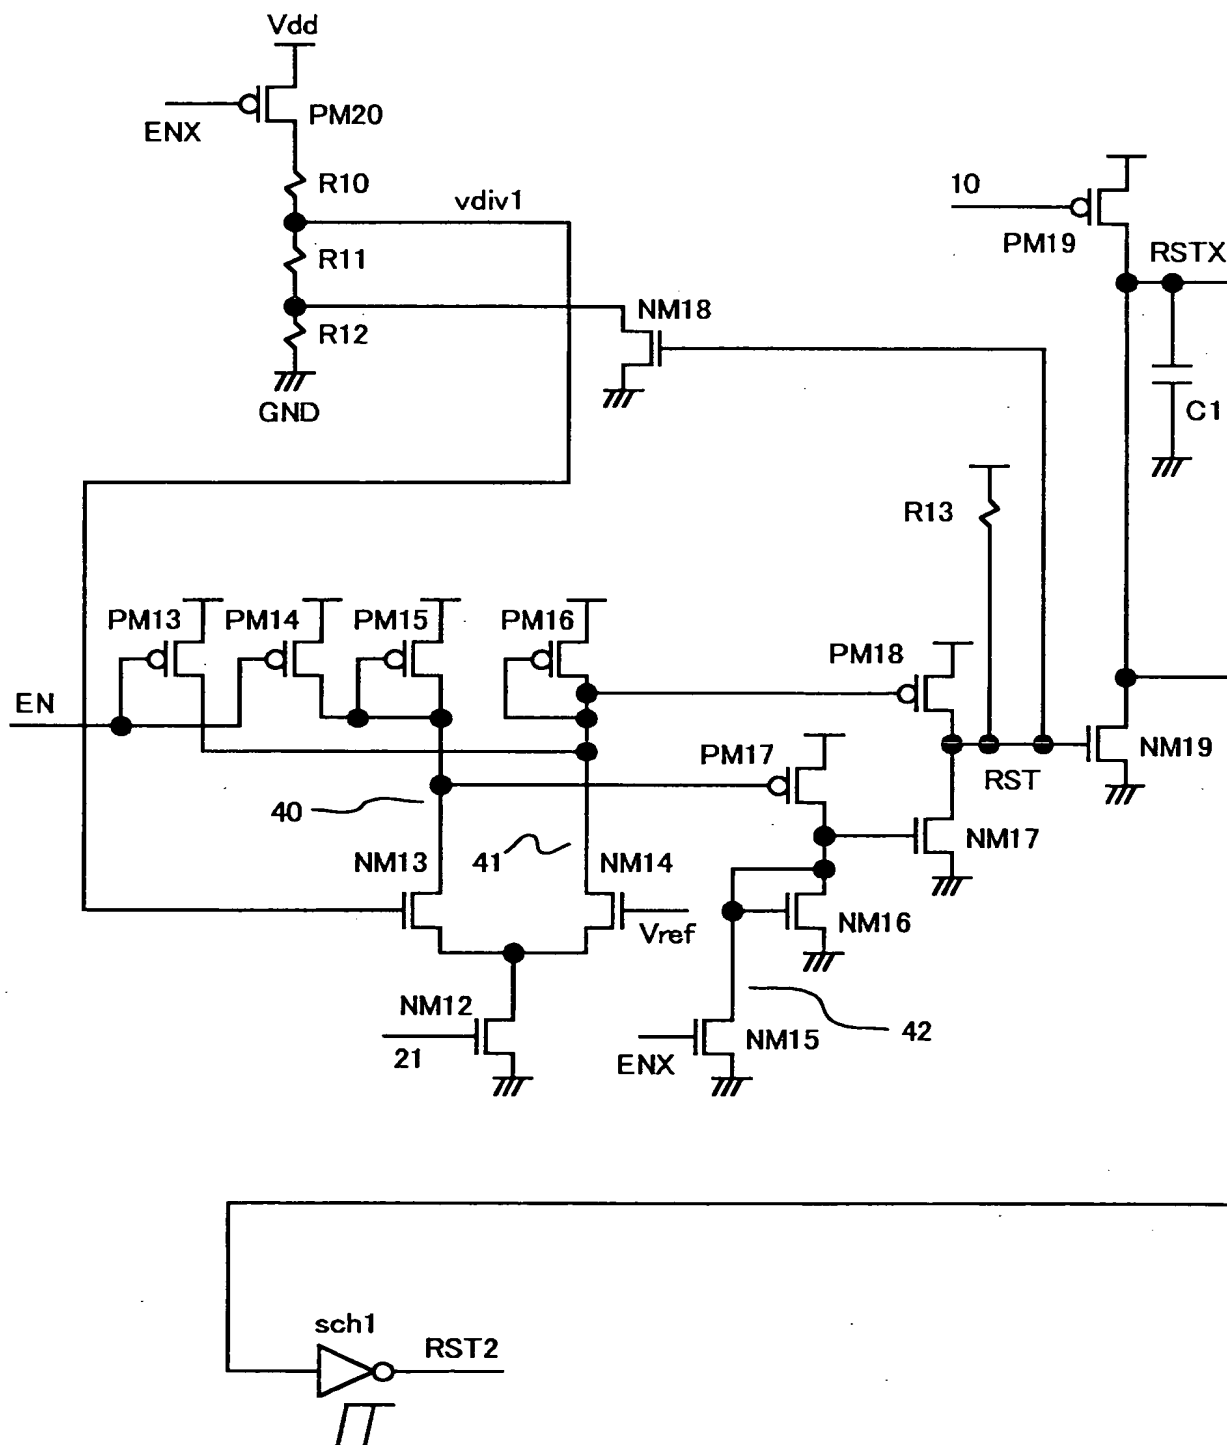 Vdd
PM20
ENX
R10
10
vdiv1
PM19
RSTX
R11
NM18
R12
GND
C1
R13
PM13
PM14
PM15
PM16
PM18
EN
PM17
NM19
RST
40
41
NM13
NM14
NM17
Vref
NM16
NM12
42
NM15
21
ENX
sch1
RST2